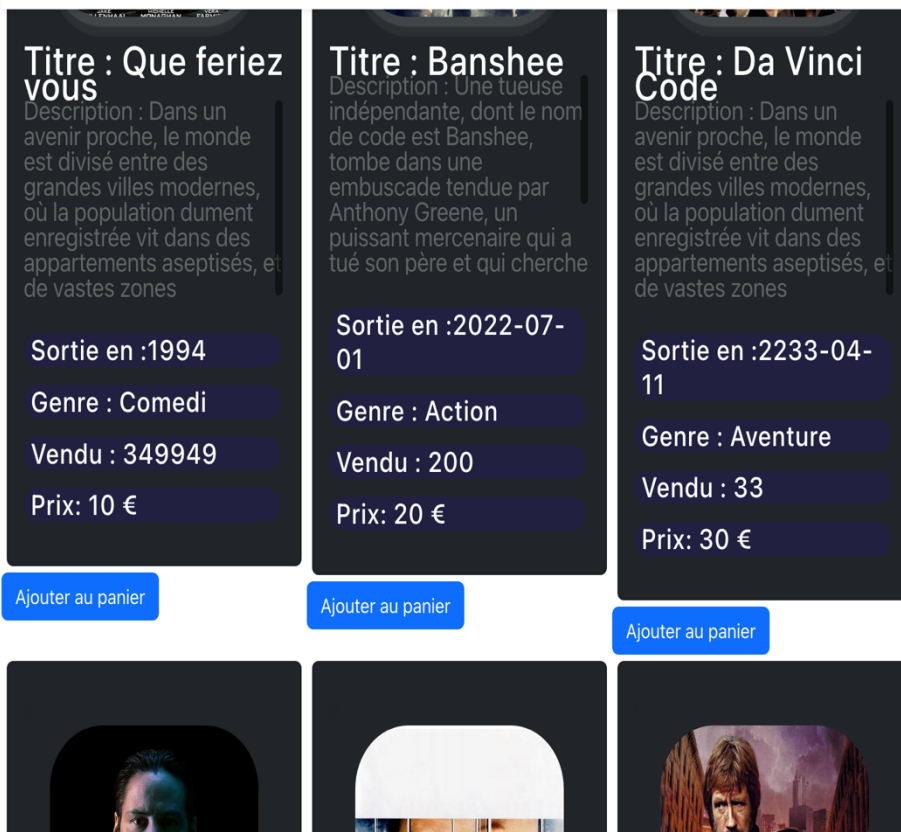 JAKE
MICHELLE
VERA
MONAGHAN
Titre : Que feriez
vous
Description : Dans un
avenir proche, le monde
est divisé entre des
grandes villes modernes,
où la population dument
enregistrée vit dans des
appartements aseptisés, et
de vastes zones
Sortie en :1994
Genre : Comedi
Vendu : 349949
Prix: 10 €
Ajouter au panier
Titre : Banshee
Description : Une tueuse
indépendante, dont le nom
de code est Banshee,
tombe dans une
embuscade tendue par
Anthony Greene, un
puissant mercenaire qui a
tué son père et qui cherche
Sortie en :2022-07-
01
Genre : Action
Vendu : 200
Prix: 20 €
Ajouter au panier
Titre : Da Vinci
Code
Description : Dans un
avenir proche, le monde
est divisé entre des
grandes villes modernes,
où la population dument
enregistrée vit dans des
appartements aseptisés, et
de vastes zones
Sortie en :2233-04-
11
Genre : Aventure
Vendu : 33
Prix: 30 €
Ajouter au panier